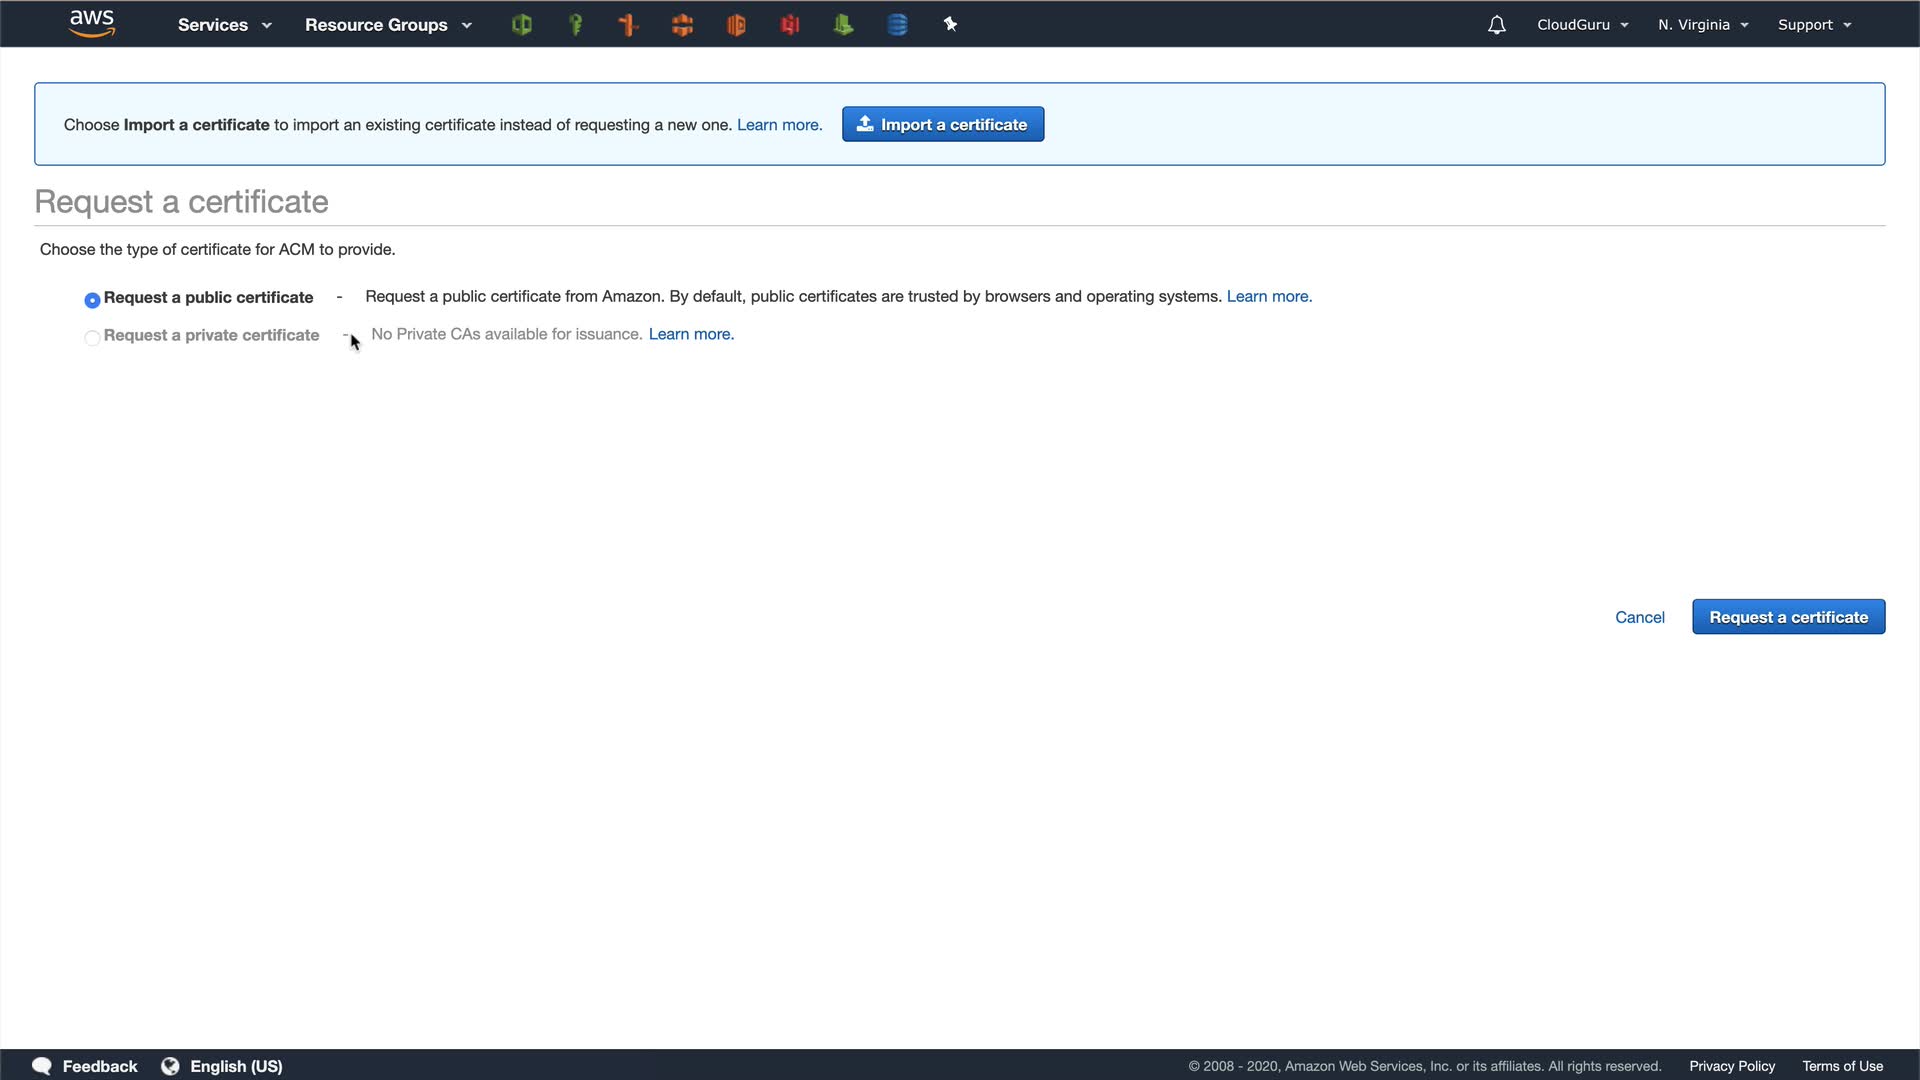 aws Services Resource Groups CloudGuru N. Virginia Support
Choose Import a certificate to import an existing certificate instead of requesting a new one. Learn more. Import a certificate
Request a certificate
Choose the type of certificate for ACM to provide.
Request a public certificate - Request a public certificate from Amazon. By default, public certificates are trusted by browsers and operating systems. Learn more.
Request a private certificate - No Private CAs available for issuance. Learn more.
Cancel Request a certificate
Feedback English (US) © 2008 - 2020, Amazon Web Services, Inc. or its affiliates. All rights reserved. Privacy Policy Terms of Use